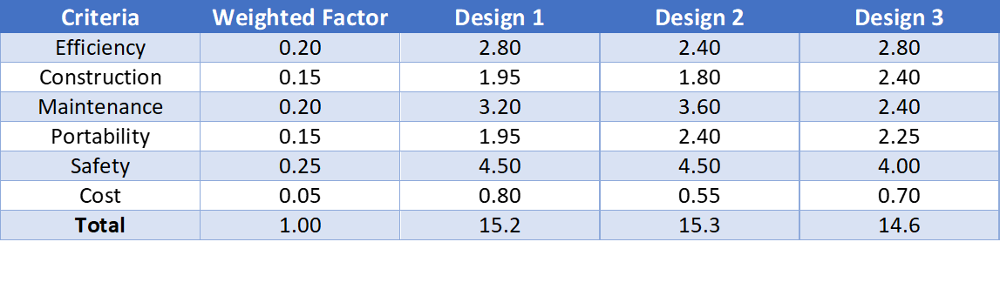 Criteria Weighted Factor Design 1 Design 2 Design 3
Efficiency 0.20 2.80 2.40 2.80
Construction 0.15 1.95 1.80 2.40
Maintenance 0.20 3.20 3.60 2.40
Portability 0.15 1.95 2.40 2.25
Safety 0.25 4.50 4.50 4.00
Cost 0.05 0.80 0.55 0.70
Total 1.00 15.2 15.3 14.6